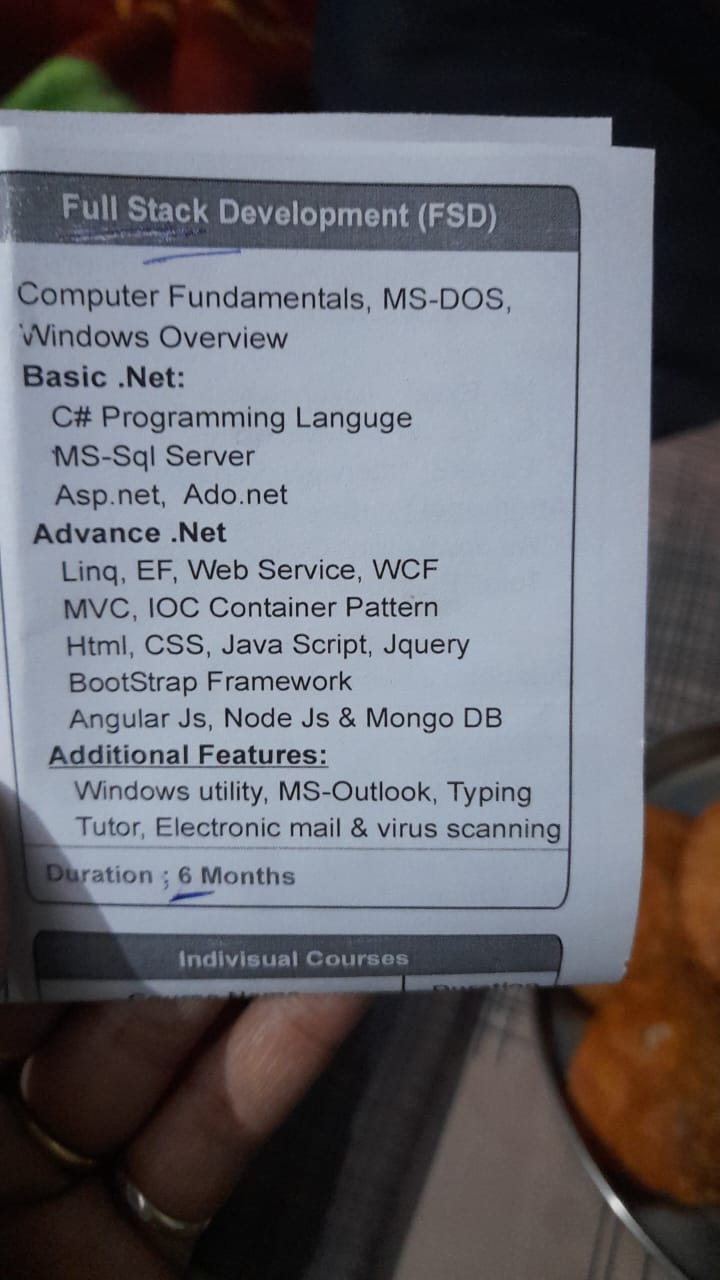 Full Stack Development (FSD)
Computer Fundamentals, MS-DOS,
Windows Overview
Basic .Net:
C# Programming Languge
MS-Sql Server
Asp.net, Ado.net
Advance .Net
Linq, EF, Web Service, WCF
MVC, IOC Container Pattern
Html, CSS, Java Script, Jquery
BootStrap Framework
Angular Js, Node Js & Mongo DB
Additional Features:
Windows utility, MS-Outlook, Typing
Tutor, Electronic mail & virus scanning
Duration ; 6 Months
Indivisual Courses